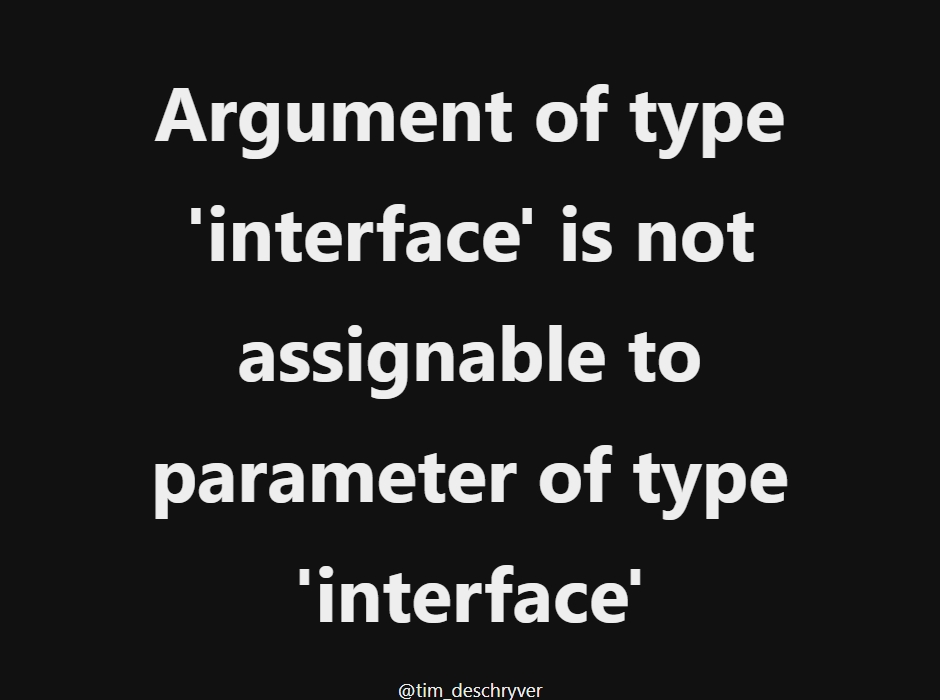 Argument of type
'interface' is not
assignable to
parameter of type
'interface'
@tim_deschryver